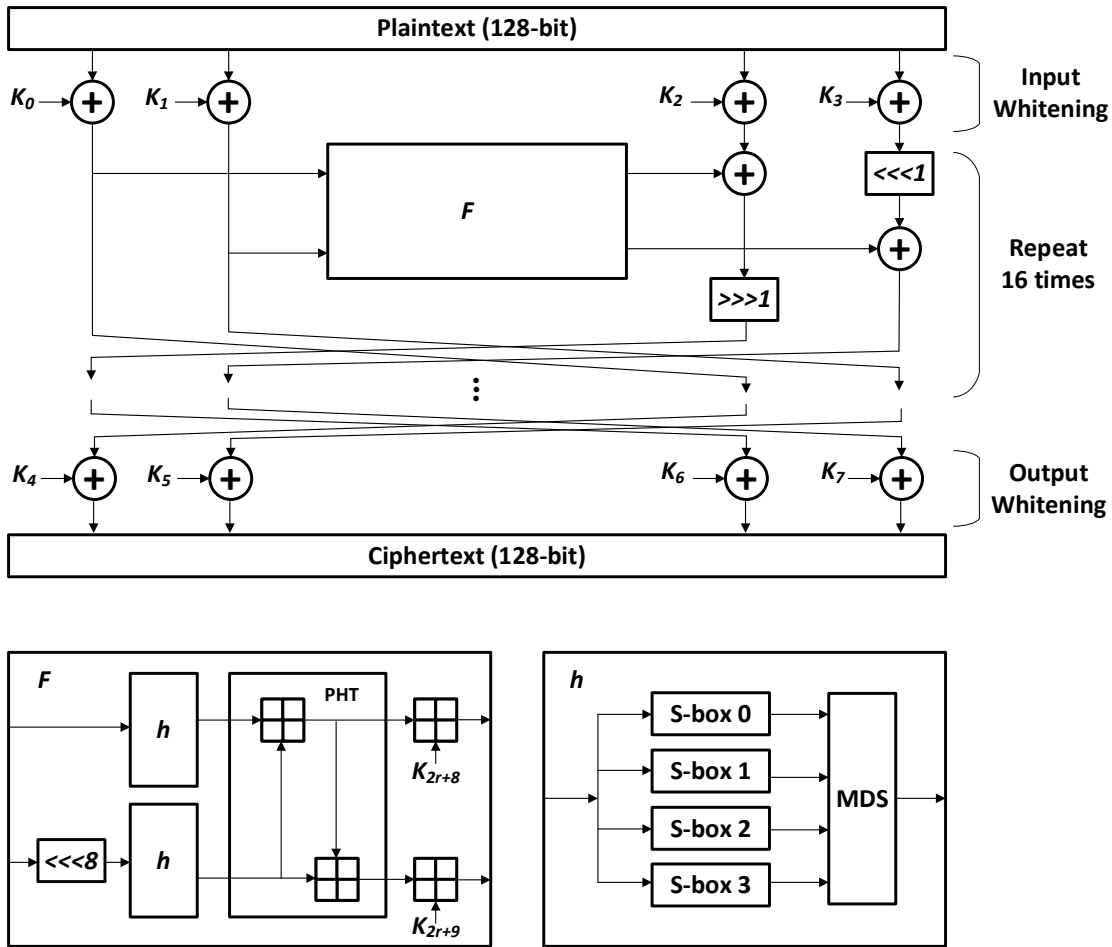 Plaintext (128-bit)
K0
K1
K2
K3
Input
Whitening
F
<<<1
>>>1
Repeat
16 times
K4
K5
K6
K7
Output
Whitening
Ciphertext (128-bit)
F
h
PHT
K2r+8
<<<8
h
K2r+9
h
S-box 0
S-box 1
S-box 2
S-box 3
MDS